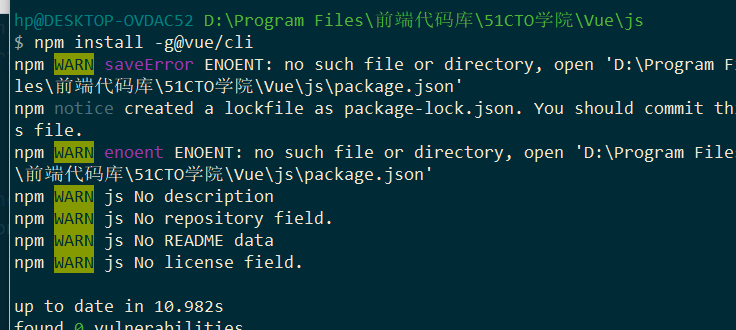 hp@DESKTOP-OVDAC52 D:\Program Files\前端代码库\51CTO学院\Vue\js
$ npm install -g@vue/cli
npm WARN saveError ENOENT: no such file or directory, open 'D:\Program Fi
les\前端代码库\51CTO学院\Vue\js\package.json'
npm notice created a lockfile as package-lock.json. You should commit thi
s file.
npm WARN enoent ENOENT: no such file or directory, open 'D:\Program Files
\前端代码库\51CTO学院\Vue\js\package.json'
npm WARN js No description
npm WARN js No repository field.
npm WARN js No README data
npm WARN js No license field.
up to date in 10.982s
found 0 vulnerabilities